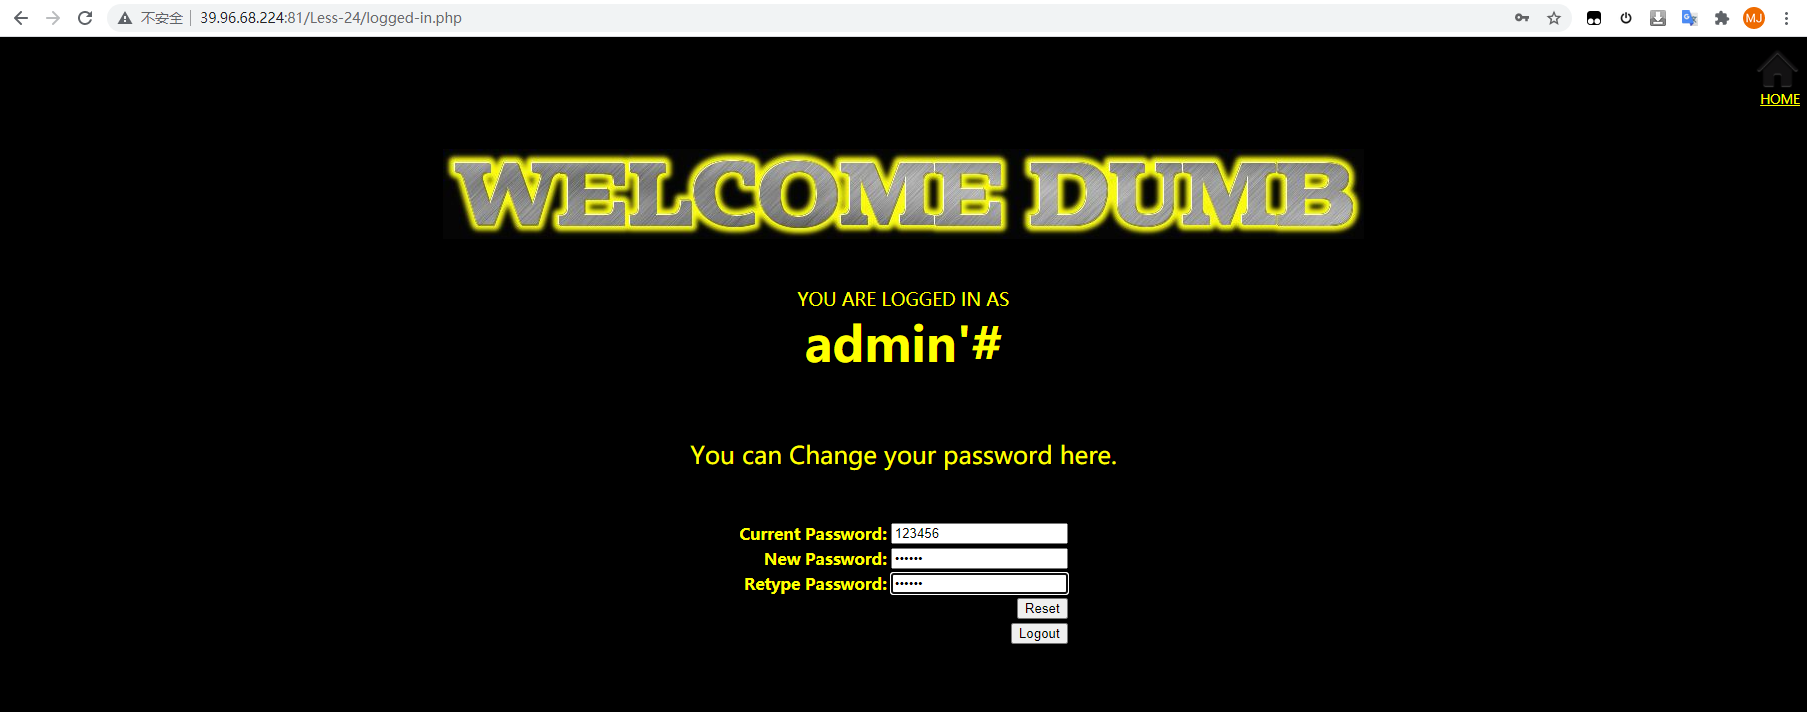 不安全 39.96.68.224:81/Less-24/logged-in.php
MJ
HOME
WELCOME DUMB
YOU ARE LOGGED IN AS
admin'#
You can Change your password here.
Current Password: 123456
New Password: ••••••
Retype Password: ••••••
Reset
Logout